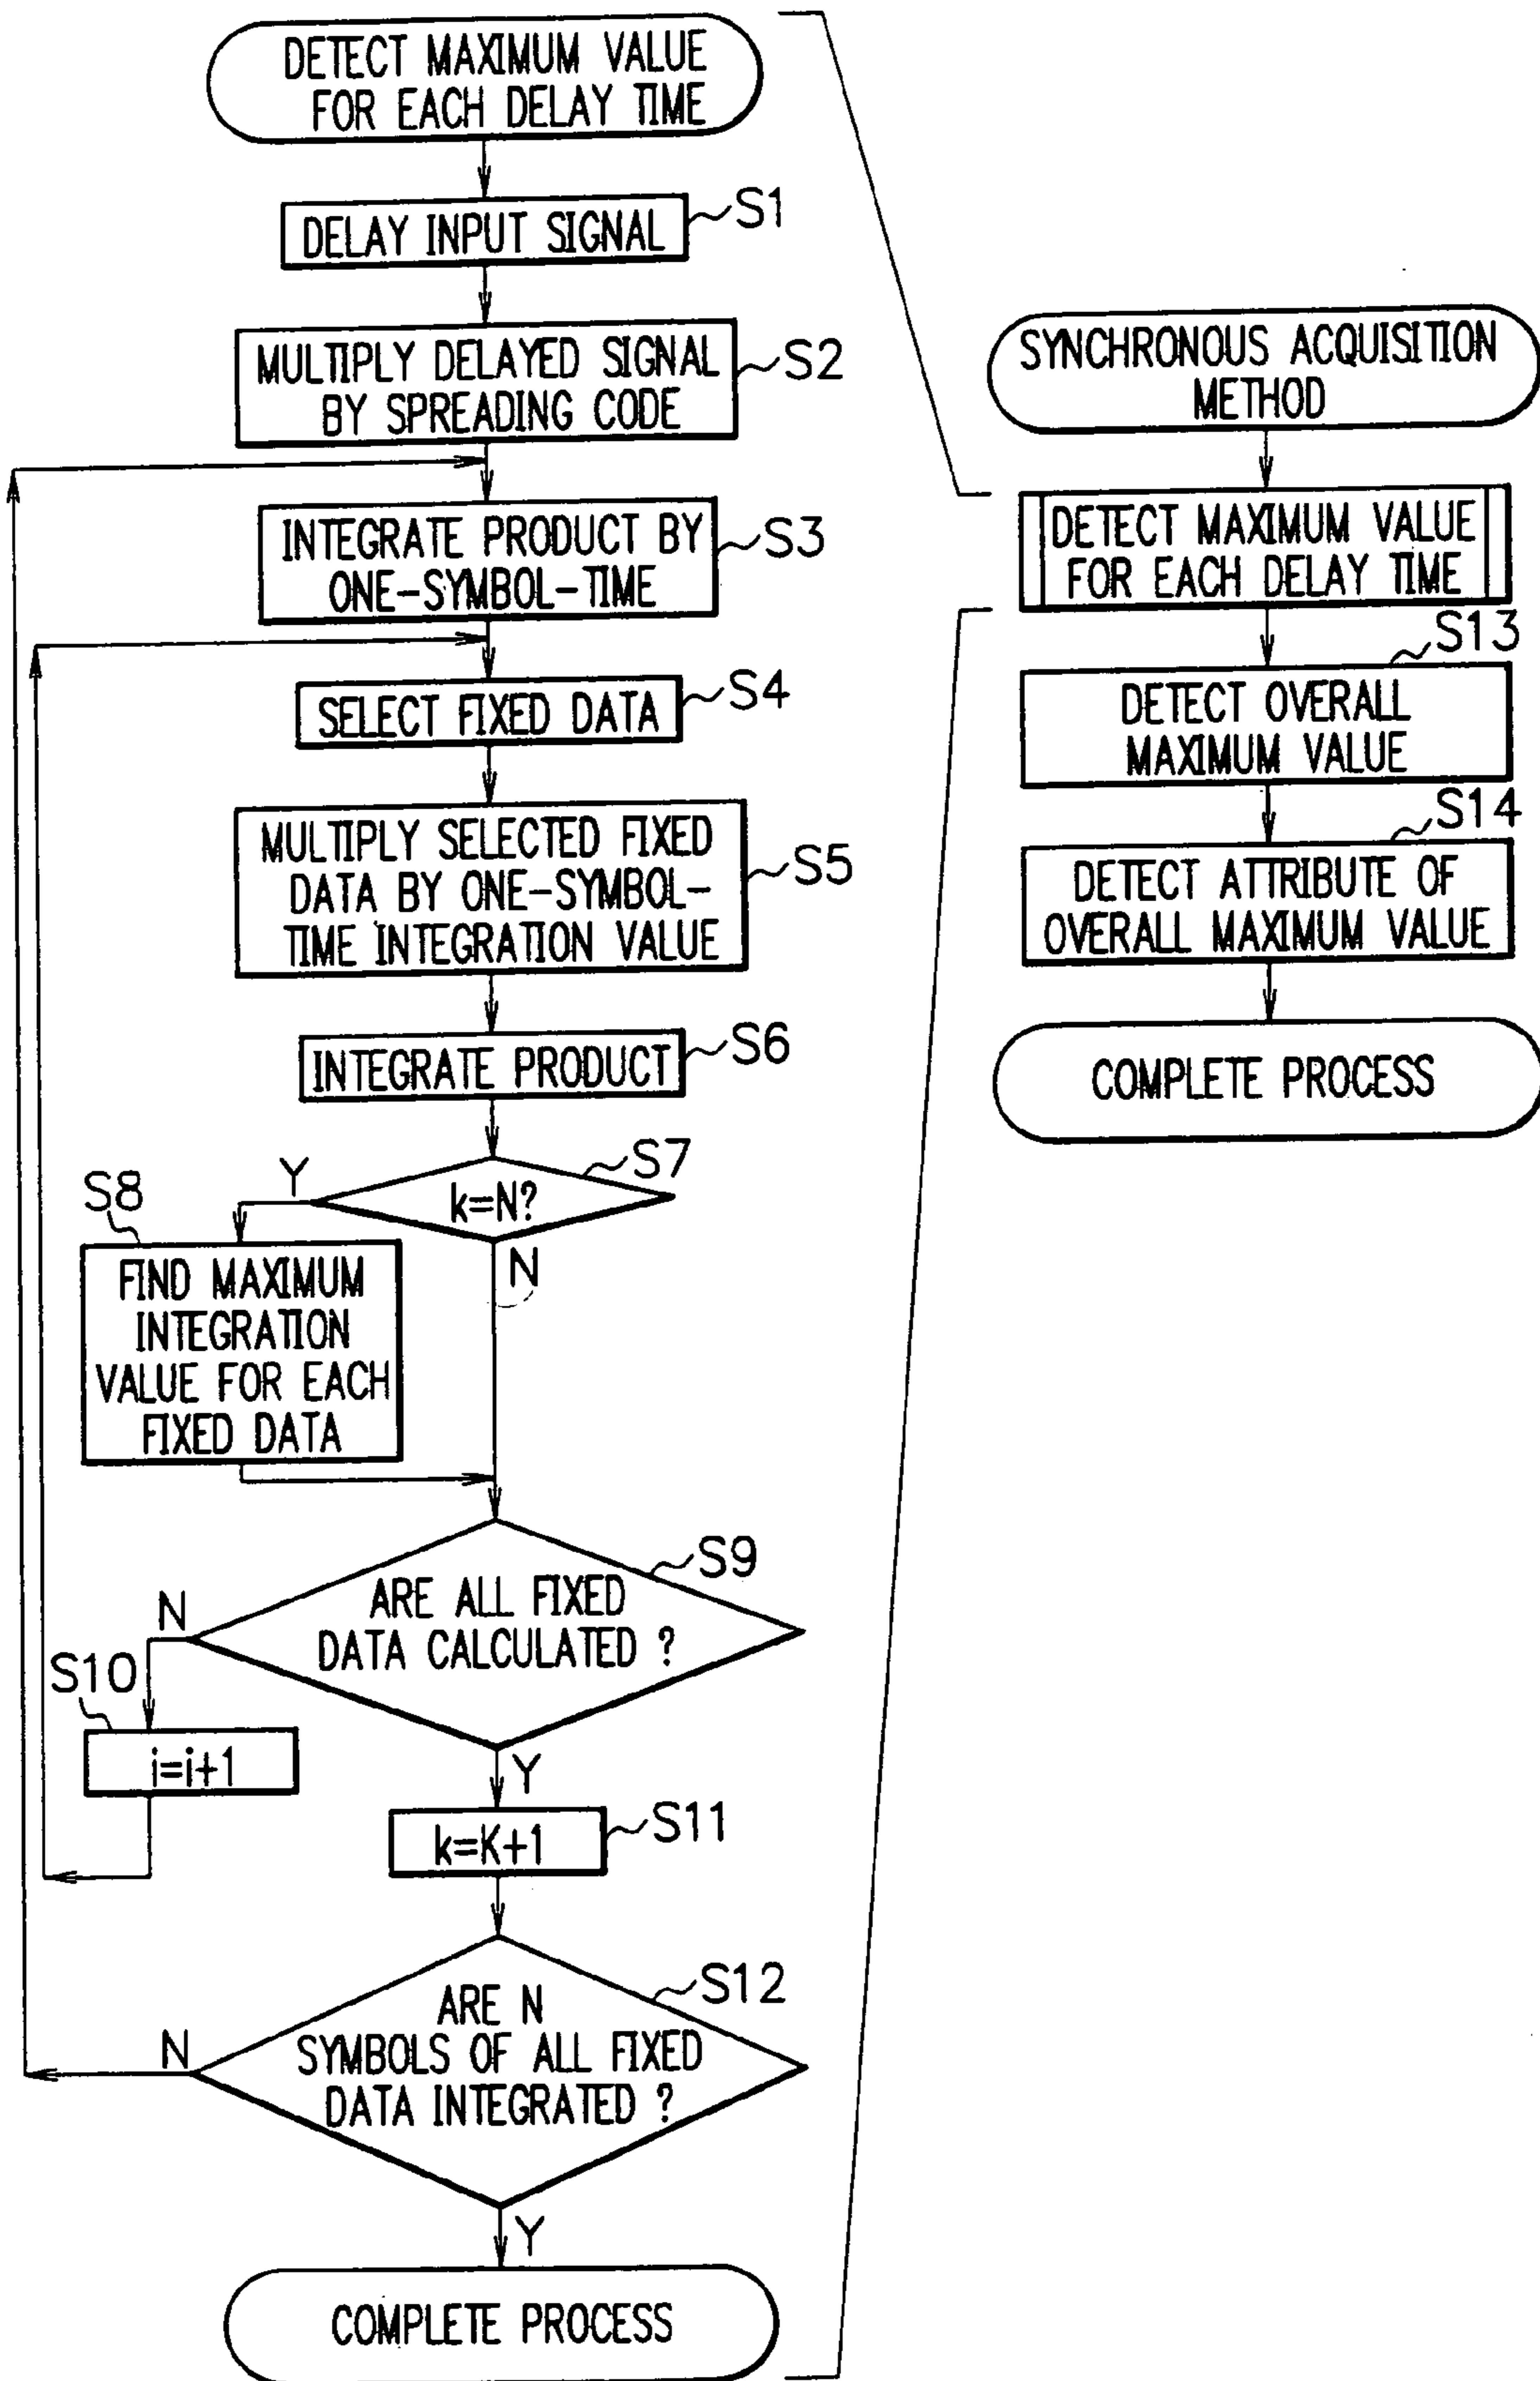 DETECT MAXIMUM VALUE
FOR EACH DELAY TIME
S1
DELAY INPUT SIGNAL
S2
MULTIPLY DELAYED SIGNAL
BY SPREADING CODE
S3
INTEGRATE PRODUCT BY
ONE-SYMBOL-TIME
S4
SELECT FIXED DATA
S5
MULTIPLY SELECTED FIXED
DATA BY ONE-SYMBOL-
TIME INTEGRATION VALUE
S6
INTEGRATE PRODUCT
S7
k=N?
Y
N
S8
FIND MAXIMUM
INTEGRATION
VALUE FOR EACH
FIXED DATA
S9
ARE ALL FIXED
DATA CALCULATED ?
N
Y
S10
i=i+1
S11
k=K+1
S12
ARE N
SYMBOLS OF ALL FIXED
DATA INTEGRATED ?
N
Y
COMPLETE PROCESS
SYNCHRONOUS ACQUISITION
METHOD
DETECT MAXIMUM VALUE
FOR EACH DELAY TIME
S13
DETECT OVERALL
MAXIMUM VALUE
S14
DETECT ATTRIBUTE OF
OVERALL MAXIMUM VALUE
COMPLETE PROCESS